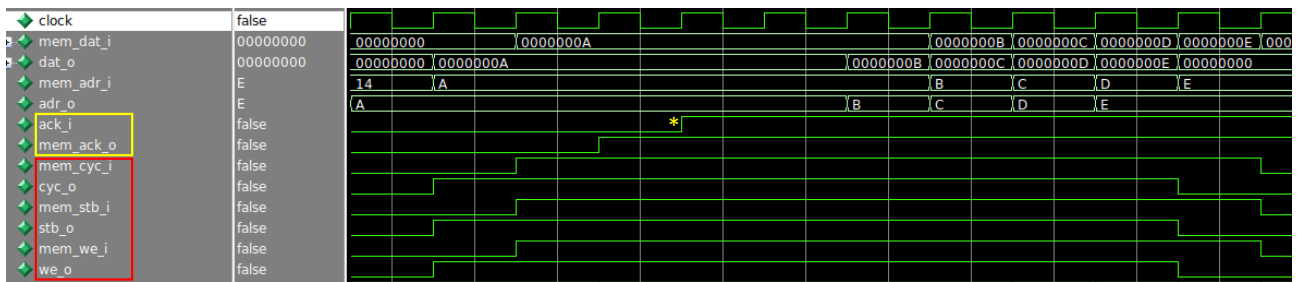 clock false
mem_dat_i 00000000 00000000 0000000A 0000000B 0000000C 0000000D 0000000E 000
dat_o 00000000 00000000 0000000A 0000000B 0000000C 0000000D 0000000E 00000000
mem_adr_i E 14 A B C D E
adr_o E A B C D E
ack_i false *
mem_ack_o false
mem_cyc_i false
cyc_o false
mem_stb_i false
stb_o false
mem_we_i false
we_o false